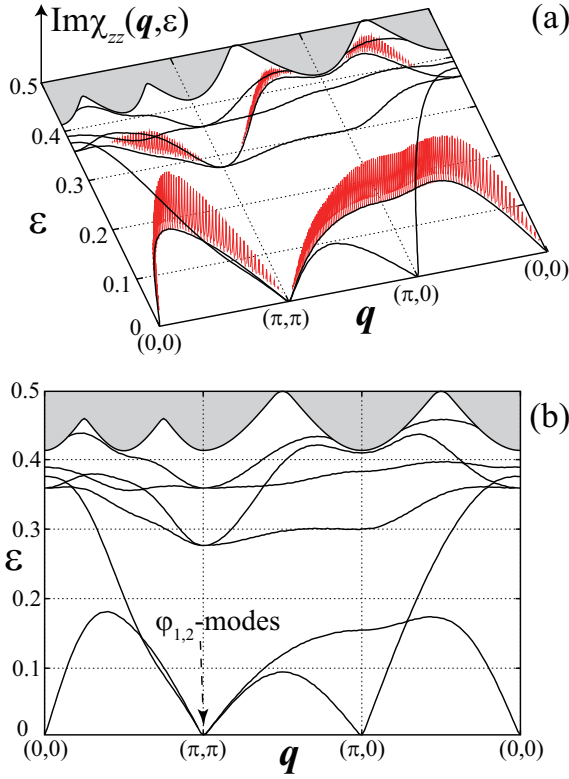 Imχzz(q,ε)
(a)
0.5
0.4
0.3
0.2
0.1
0
ε
(0,0)
(π,π)
q
(π,0)
(0,0)
(b)
0.5
0.4
0.3
ε
0.2
φ1,2-modes
0.1
0
(0,0)
(π,π)
q
(π,0)
(0,0)